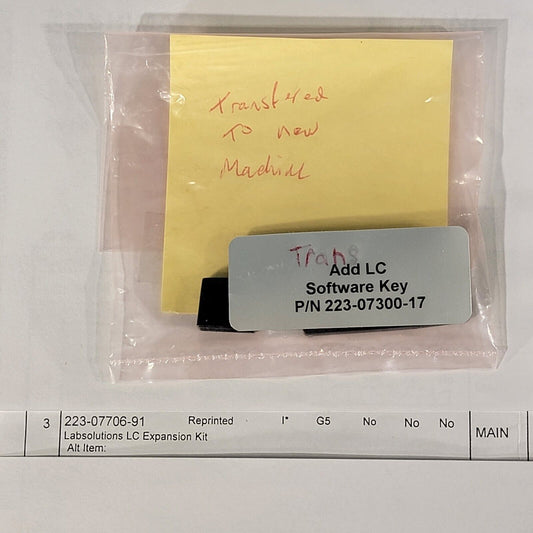 Transfered
To new
Machine
Trans
Add LC
Software Key
P/N 223-07300-17
3 223-07706-91 Reprinted I* G5 No No No MAIN
Labsolutions LC Expansion Kit
Alt Item: